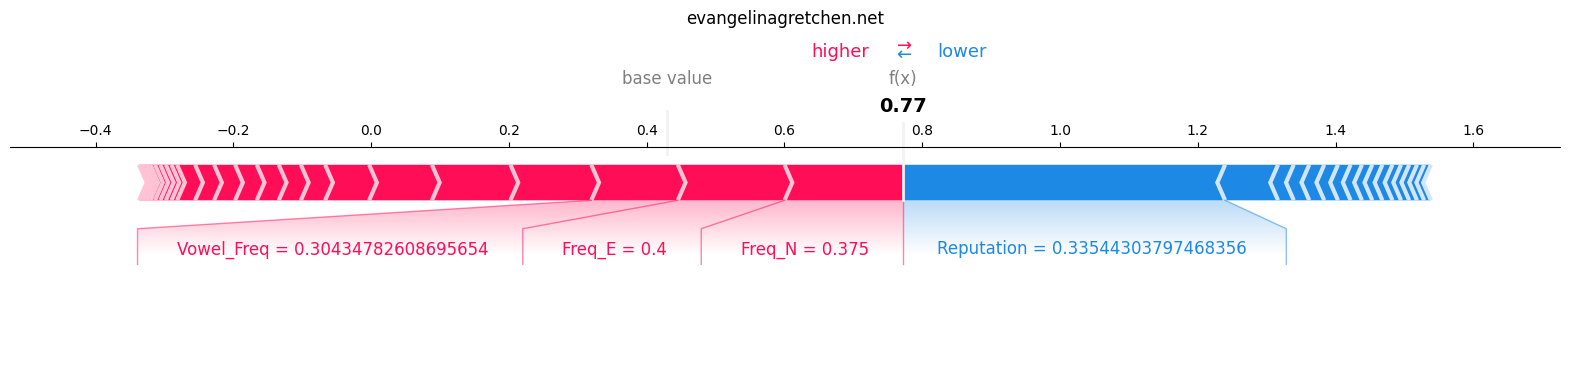 evangelinagretchen.net
higher ⇄ lower
base value f(x)
0.77
−0.4 −0.2 0.0 0.2 0.4 0.6 0.8 1.0 1.2 1.4 1.6
Vowel_Freq = 0.30434782608695654 Freq_E = 0.4 Freq_N = 0.375 Reputation = 0.33544303797468356